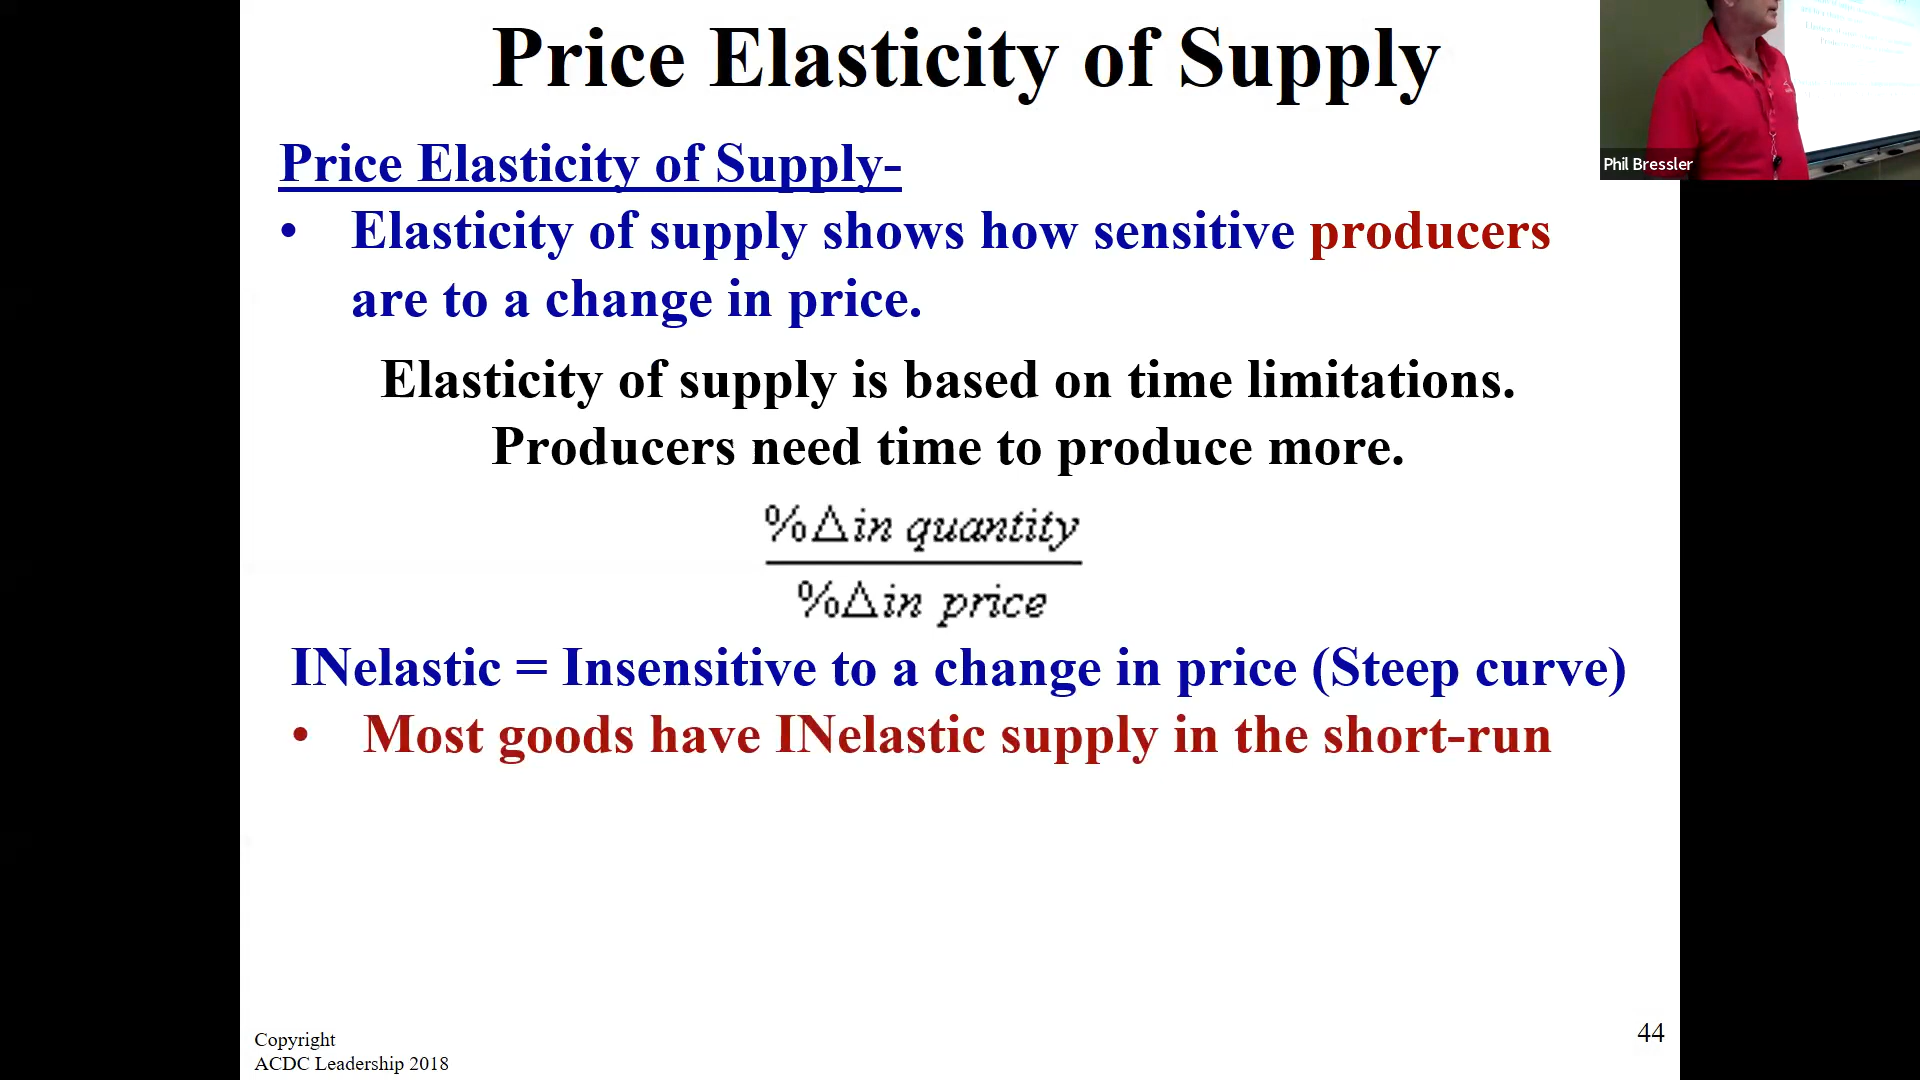 Price Elasticity of Supply
Phil Bressler
Price Elasticity of Supply-
• Elasticity of supply shows how sensitive producers
are to a change in price.
Elasticity of supply is based on time limitations.
Producers need time to produce more.
%Δin quantity
%Δin price
INelastic = Insensitive to a change in price (Steep curve)
• Most goods have INelastic supply in the short-run
Copyright
ACDC Leadership 2018
44